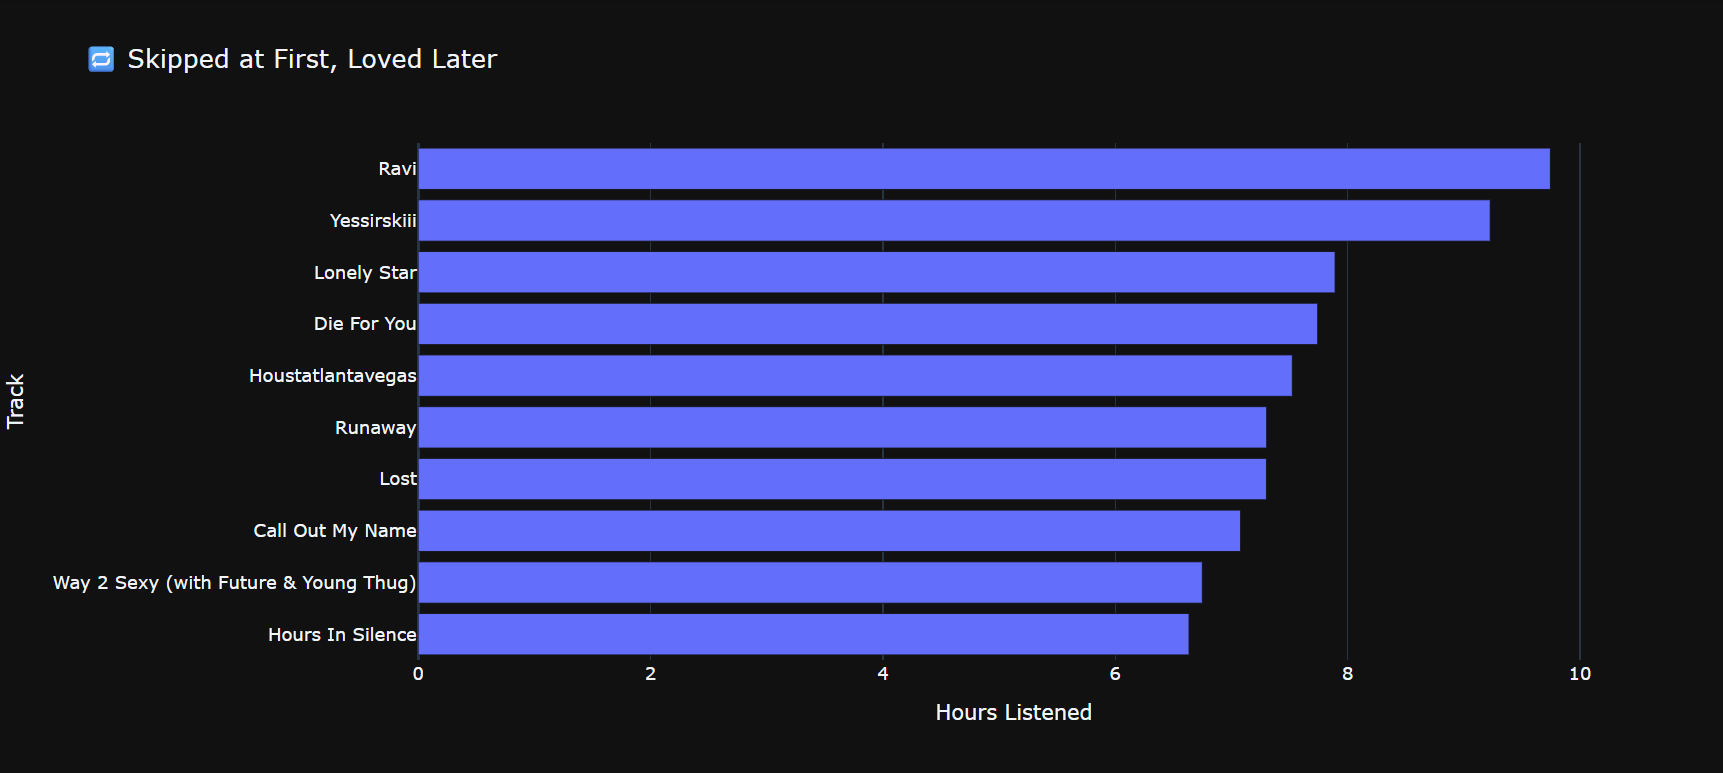 🔁 Skipped at First, Loved Later
Track
Ravi
Yessirskiii
Lonely Star
Die For You
Houstatlantavegas
Runaway
Lost
Call Out My Name
Way 2 Sexy (with Future & Young Thug)
Hours In Silence
0 2 4 6 8 10
Hours Listened